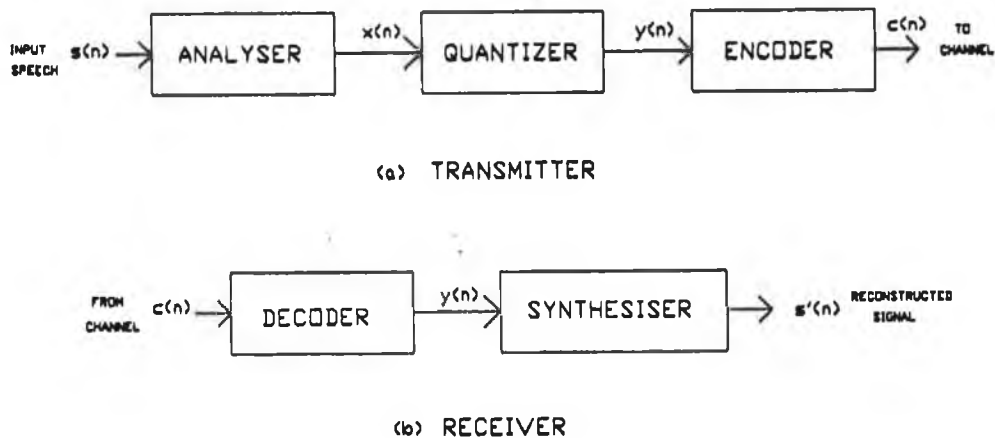 INPUT SPEECH s(n) ANALYSER x(n) QUANTIZER y(n) ENCODER c(n) TO CHANNEL
(a) TRANSMITTER
FROM CHANNEL c(n) DECODER y(n) SYNTHESISER s'(n) RECONSTRUCTED SIGNAL
(b) RECEIVER